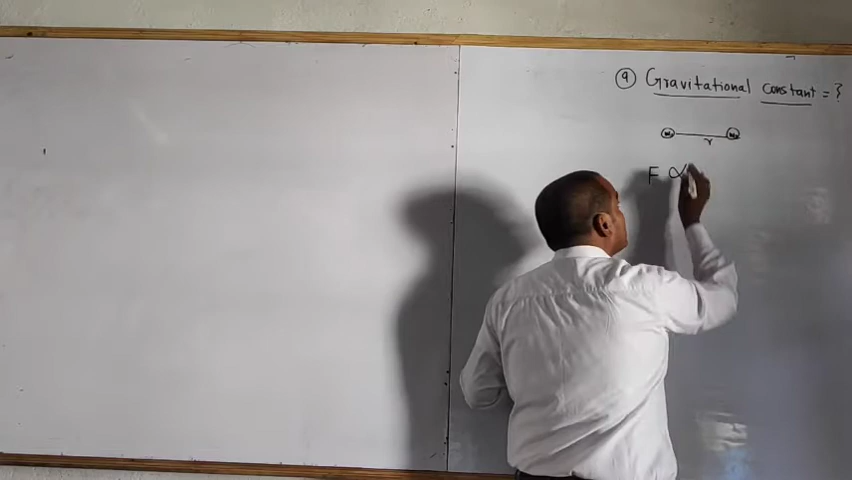 9 Gravitational constant = ?
r
F ∝